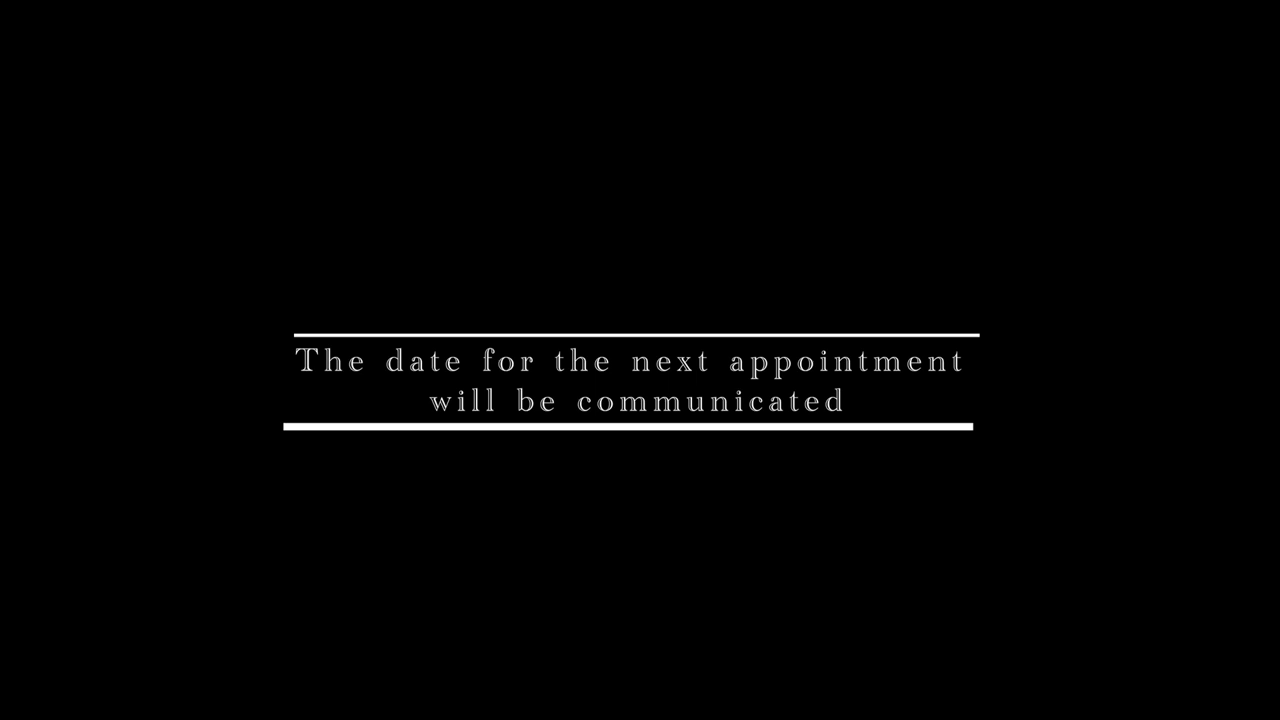 The date for the next appointment
will be communicated